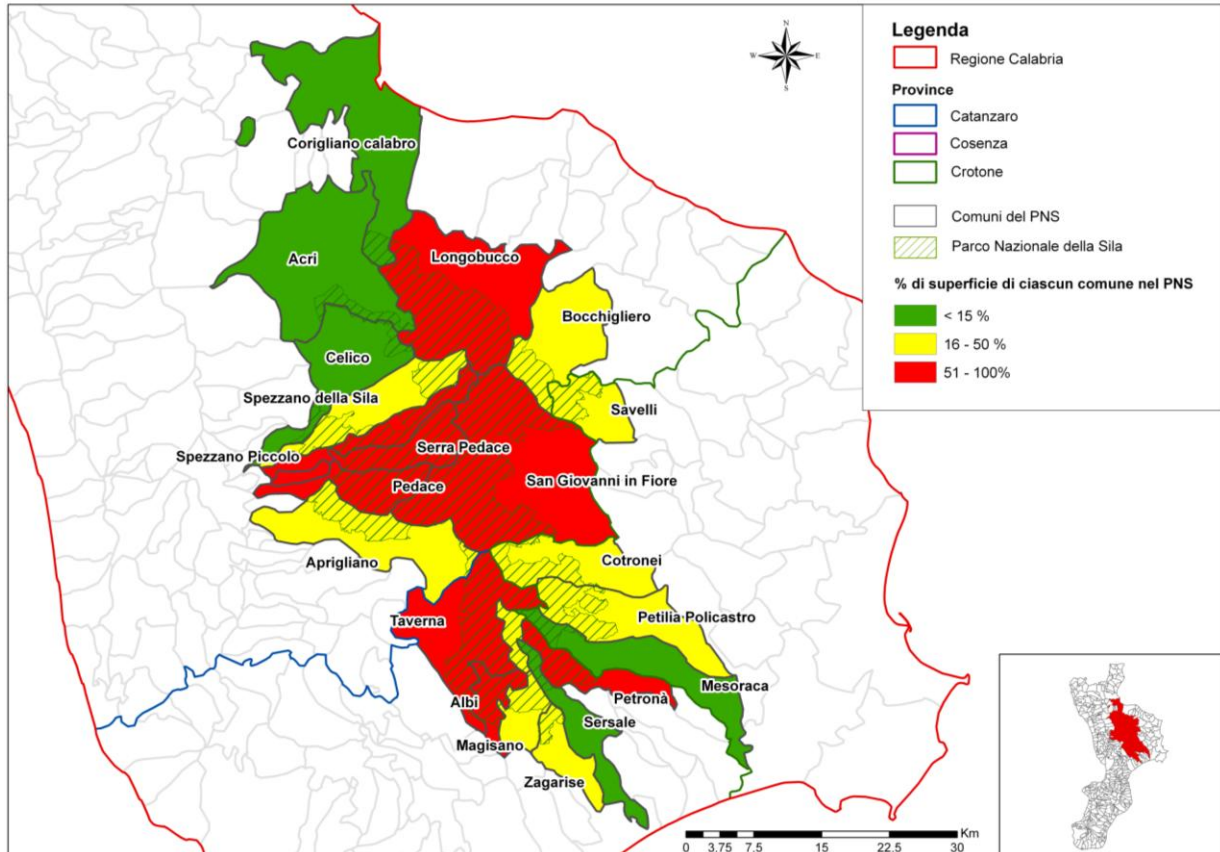 N
W
E
S
Legenda
Regione Calabria
Province
Catanzaro
Cosenza
Crotone
Comuni del PNS
Parco Nazionale della Sila
% di superficie di ciascun comune nel PNS
< 15 %
16 - 50 %
51 - 100%
Corigliano calabro
Acri
Longobucco
Bocchigliero
Celico
Spezzano della Sila
Savelli
Serra Pedace
Spezzano Piccolo
Pedace
San Giovanni in Fiore
Aprigliano
Cotronei
Taverna
Petilia Policastro
Mesoraca
Albi
Petronà
Sersale
Magisano
Zagarise
Km
0 3.75 7.5 15 22.5 30